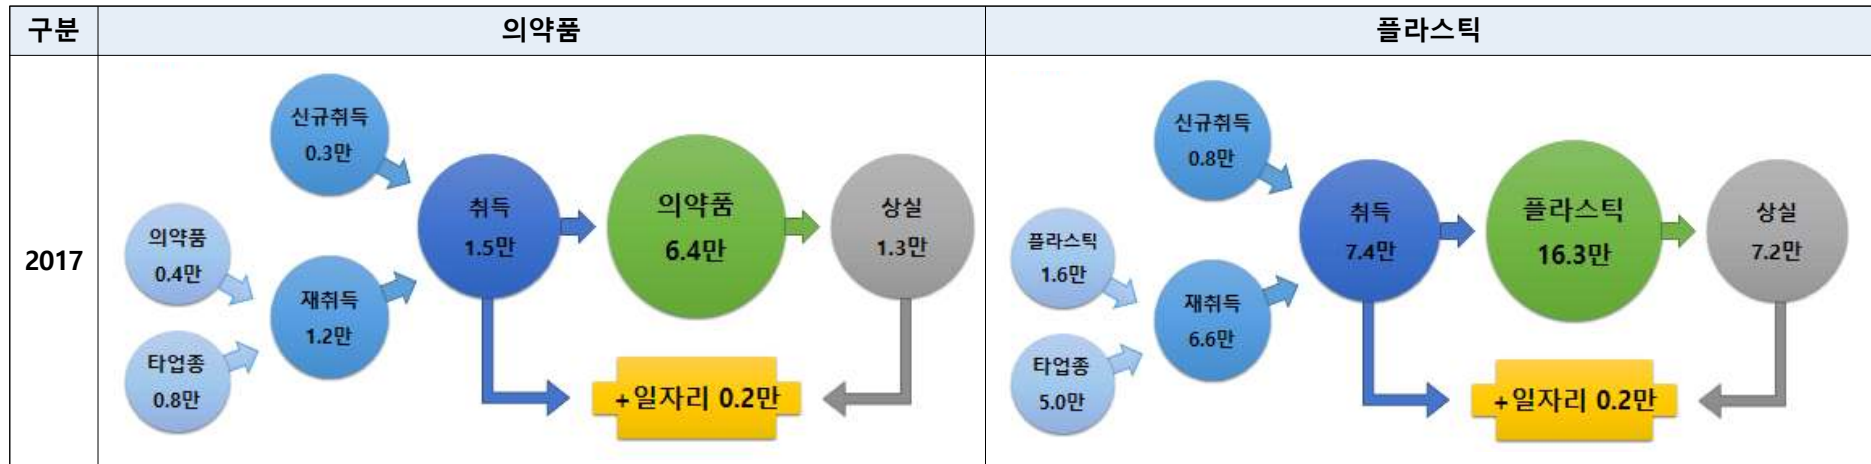 구분
의약품
플라스틱
2017
신규취득
0.3만
의약품
0.4만
타업종
0.8만
재취득
1.2만
취득
1.5만
의약품
6.4만
상실
1.3만
+일자리 0.2만
신규취득
0.8만
플라스틱
1.6만
타업종
5.0만
재취득
6.6만
취득
7.4만
플라스틱
16.3만
상실
7.2만
+일자리 0.2만